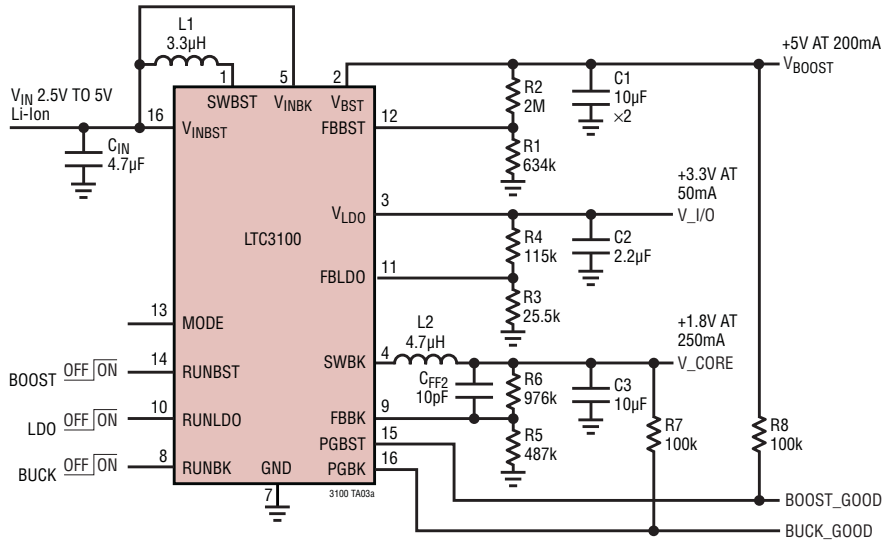 L1
3.3µH
1
5
2
SWBST
V_INBK
V_BST
V_IN 2.5V TO 5V
Li-Ion
16
V_INBST
C_IN
4.7µF
FBBST
12
R2
2M
C1
10µF
×2
+5V AT 200mA
V_BOOST
R1
634k
LTC3100
V_LDO
3
+3.3V AT
50mA
V_I/O
R4
115k
C2
2.2µF
FBLDO
11
R3
25.5k
13
MODE
L2
4.7µH
SWBK
4
+1.8V AT
250mA
V_CORE
BOOST OFF ON
14
RUNBST
C_FF2
10pF
R6
976k
C3
10µF
LDO OFF ON
10
RUNLDO
FBBK
9
R5
487k
R7
100k
R8
100k
PGBST
15
BUCK OFF ON
8
RUNBK
GND
7
PGBK
16
3100 TA03a
BOOST_GOOD
BUCK_GOOD